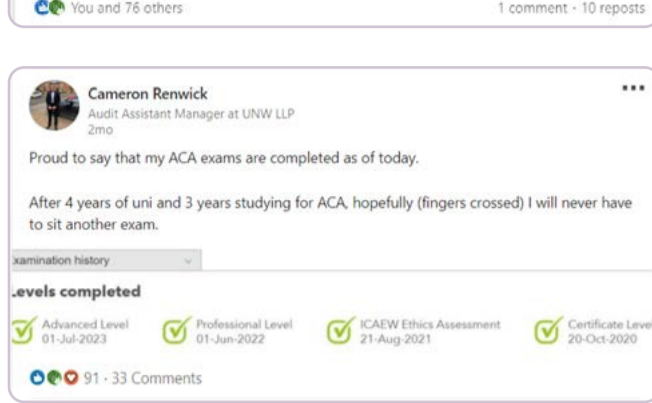 You and 76 others
1 comment · 10 reposts
Cameron Renwick
Audit Assistant Manager at UNW LLP
2mo
Proud to say that my ACA exams are completed as of today.
After 4 years of uni and 3 years studying for ACA, hopefully (fingers crossed) I will never have
to sit another exam.
xamination history
Levels completed
Advanced Level
01-Jul-2023
Professional Level
01-Jun-2022
ICAEW Ethics Assessment
21-Aug-2021
Certificate Leve
20-Oct-2020
91 · 33 Comments